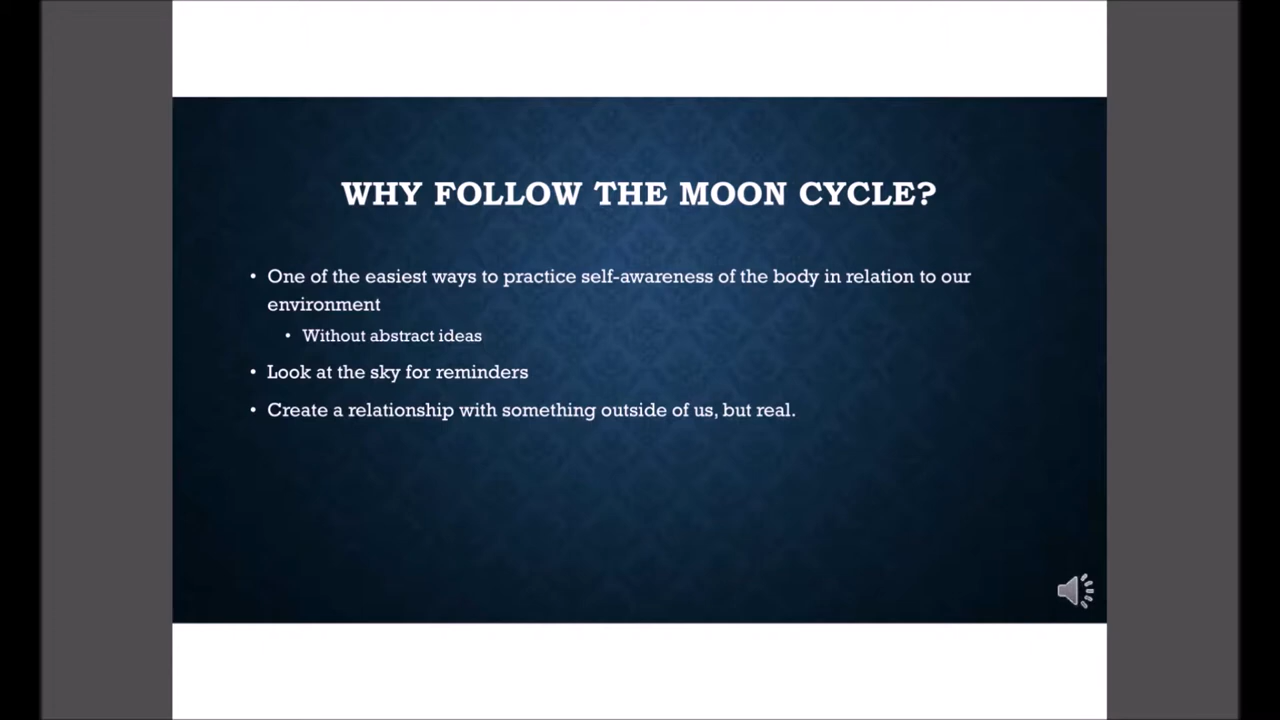 WHY FOLLOW THE MOON CYCLE?
• One of the easiest ways to practice self-awareness of the body in relation to our
environment
• Without abstract ideas
• Look at the sky for reminders
• Create a relationship with something outside of us, but real.